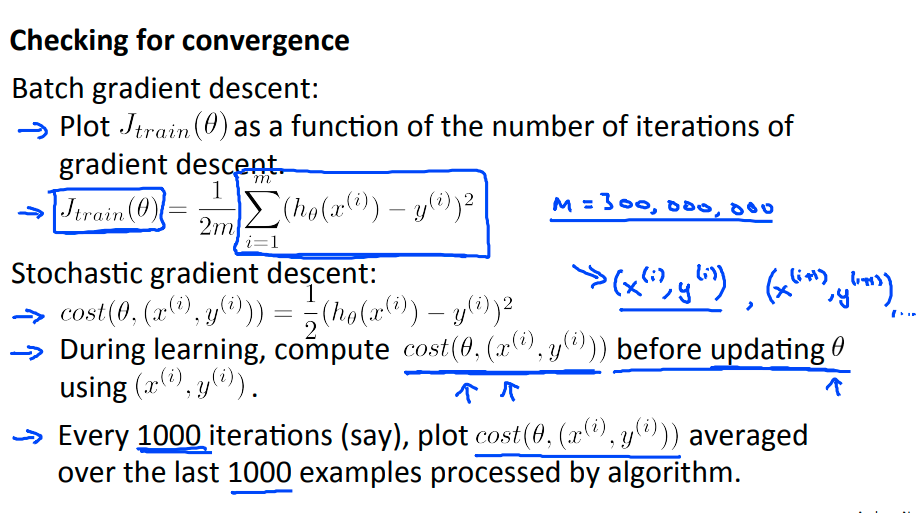 Checking for convergence
Batch gradient descent:
→ Plot J_train(θ) as a function of the number of iterations of
gradient descent.
→ J_train(θ) = 1/2m ∑_{i=1}^{m} (h_θ(x^(i)) − y^(i))²
M = 300,000,000
Stochastic gradient descent:
→ (x^(i), y^(i)), (x^(i+1), y^(i+1)) ....
→ cost(θ, (x^(i), y^(i))) = 1/2 (h_θ(x^(i)) − y^(i))²
→ During learning, compute cost(θ, (x^(i), y^(i))) before updating θ
using (x^(i), y^(i)).
→ Every 1000 iterations (say), plot cost(θ, (x^(i), y^(i))) averaged
over the last 1000 examples processed by algorithm.